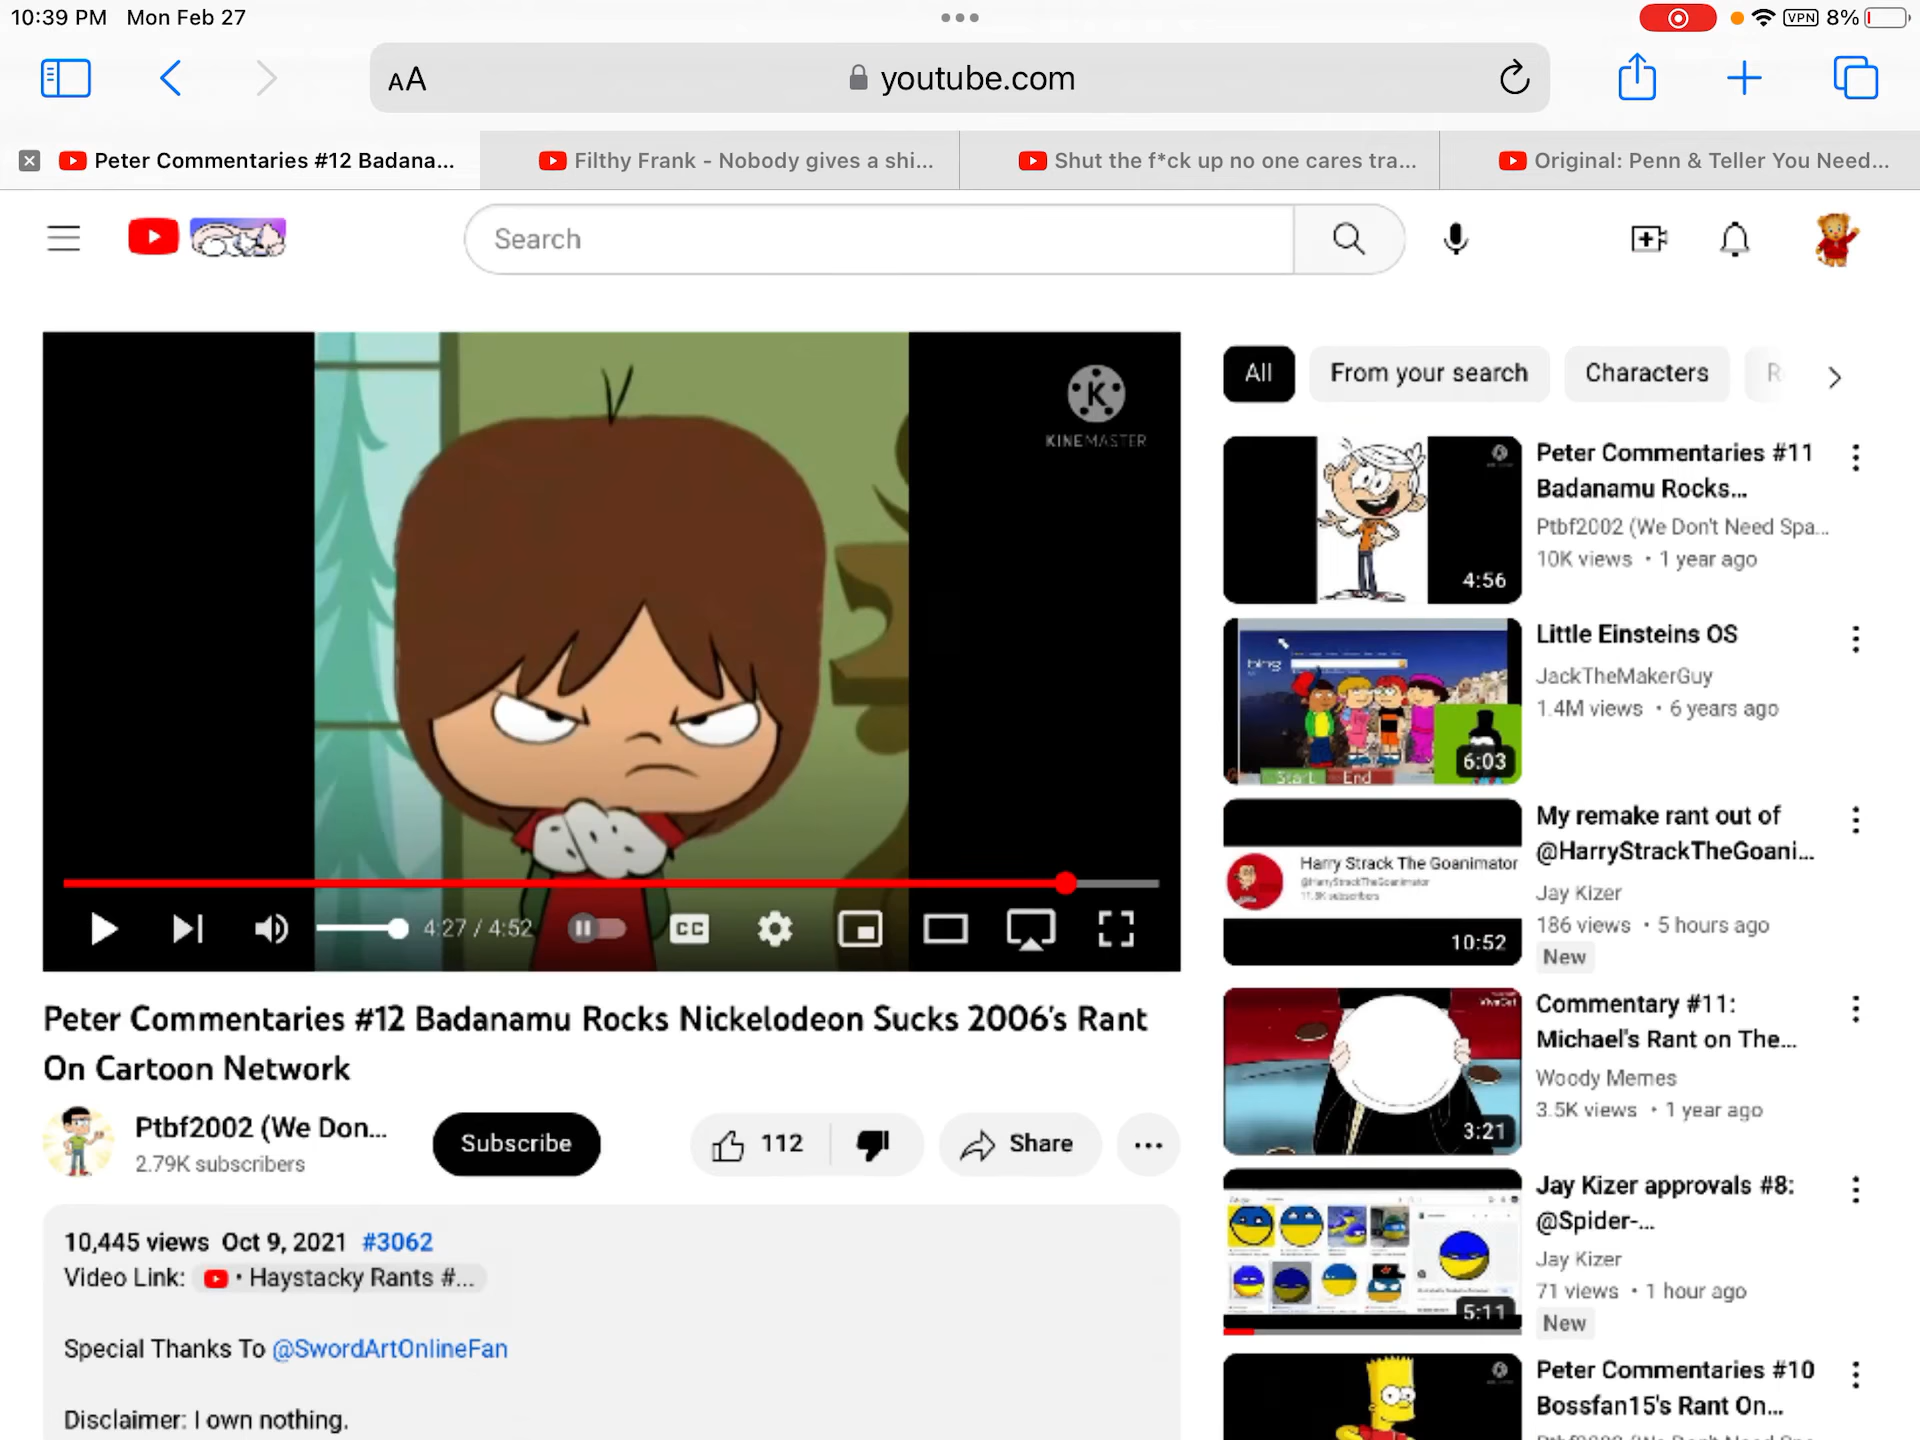 10:39 PM Mon Feb 27
VPN 8%
AA
youtube.com
Peter Commentaries #12 Badana...
Filthy Frank - Nobody gives a shi...
Shut the f*ck up no one cares tra...
Original: Penn & Teller You Need...
Search
K
KINEMASTER
4:27 / 4:52
CC
Peter Commentaries #12 Badanamu Rocks Nickelodeon Sucks 2006's Rant
On Cartoon Network
Ptbf2002 (We Don...
2.79K subscribers
Subscribe
112
Share
10,445 views Oct 9, 2021 #3062
Video Link: • Haystacky Rants #...
Special Thanks To @SwordArtOnlineFan
Disclaimer: I own nothing.
All
From your search
Characters
Peter Commentaries #11
Badanamu Rocks...
Ptbf2002 (We Don't Need Spa...
10K views • 1 year ago
4:56
Little Einsteins OS
JackTheMakerGuy
1.4M views • 6 years ago
bing
Start
End
6:03
My remake rant out of
@HarryStrackTheGoani...
Jay Kizer
186 views • 5 hours ago
New
Harry Strack The Goanimator
@HarryStrackTheGoanimator
10:52
Commentary #11:
Michael's Rant on The...
Woody Memes
3.5K views • 1 year ago
VivaCut
3:21
Jay Kizer approvals #8:
@Spider-...
Jay Kizer
71 views • 1 hour ago
New
5:11
Peter Commentaries #10
Bossfan15's Rant On...